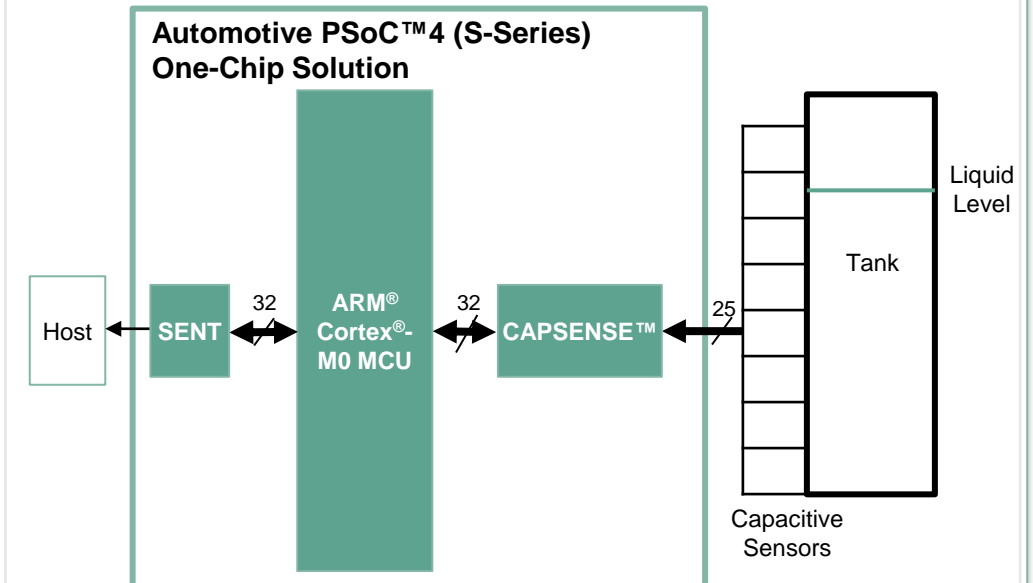 Automotive PSoC™4 (S-Series)
One-Chip Solution
Host
SENT
32
ARM®
Cortex®-
M0 MCU
32
CAPSENSE™
25
Tank
Liquid
Level
Capacitive
Sensors